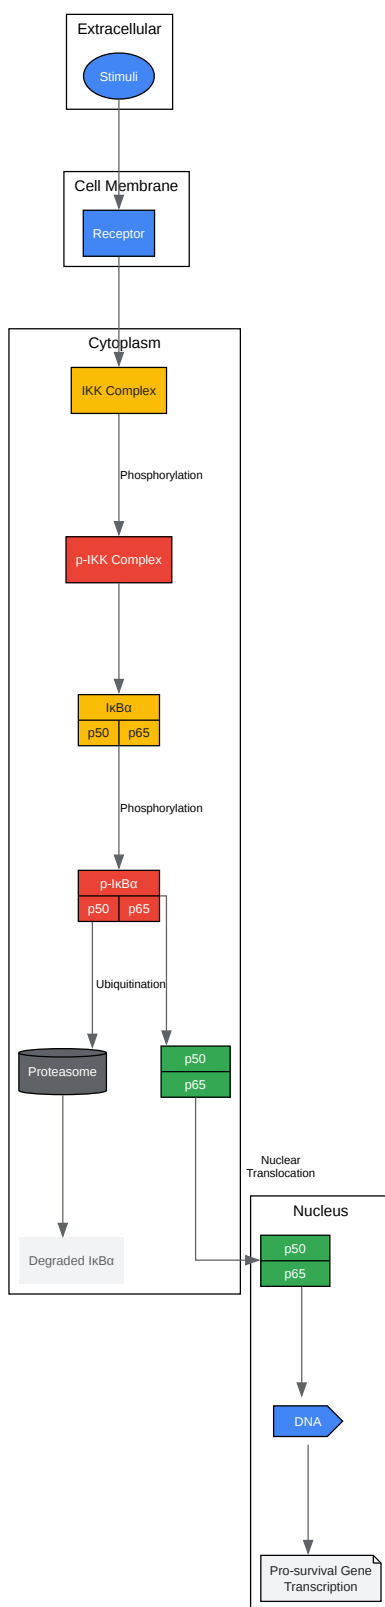 Extracellular
Stimuli
Cell Membrane
Receptor
Cytoplasm
IKK Complex
Phosphorylation
p-IKK Complex
IκBα
p50 p65
Phosphorylation
p-IκBα
p50 p65
Ubiquitination
Proteasome
p50
p65
Degraded IκBα
Nuclear
Translocation
Nucleus
p50
p65
DNA
Pro-survival Gene
Transcription